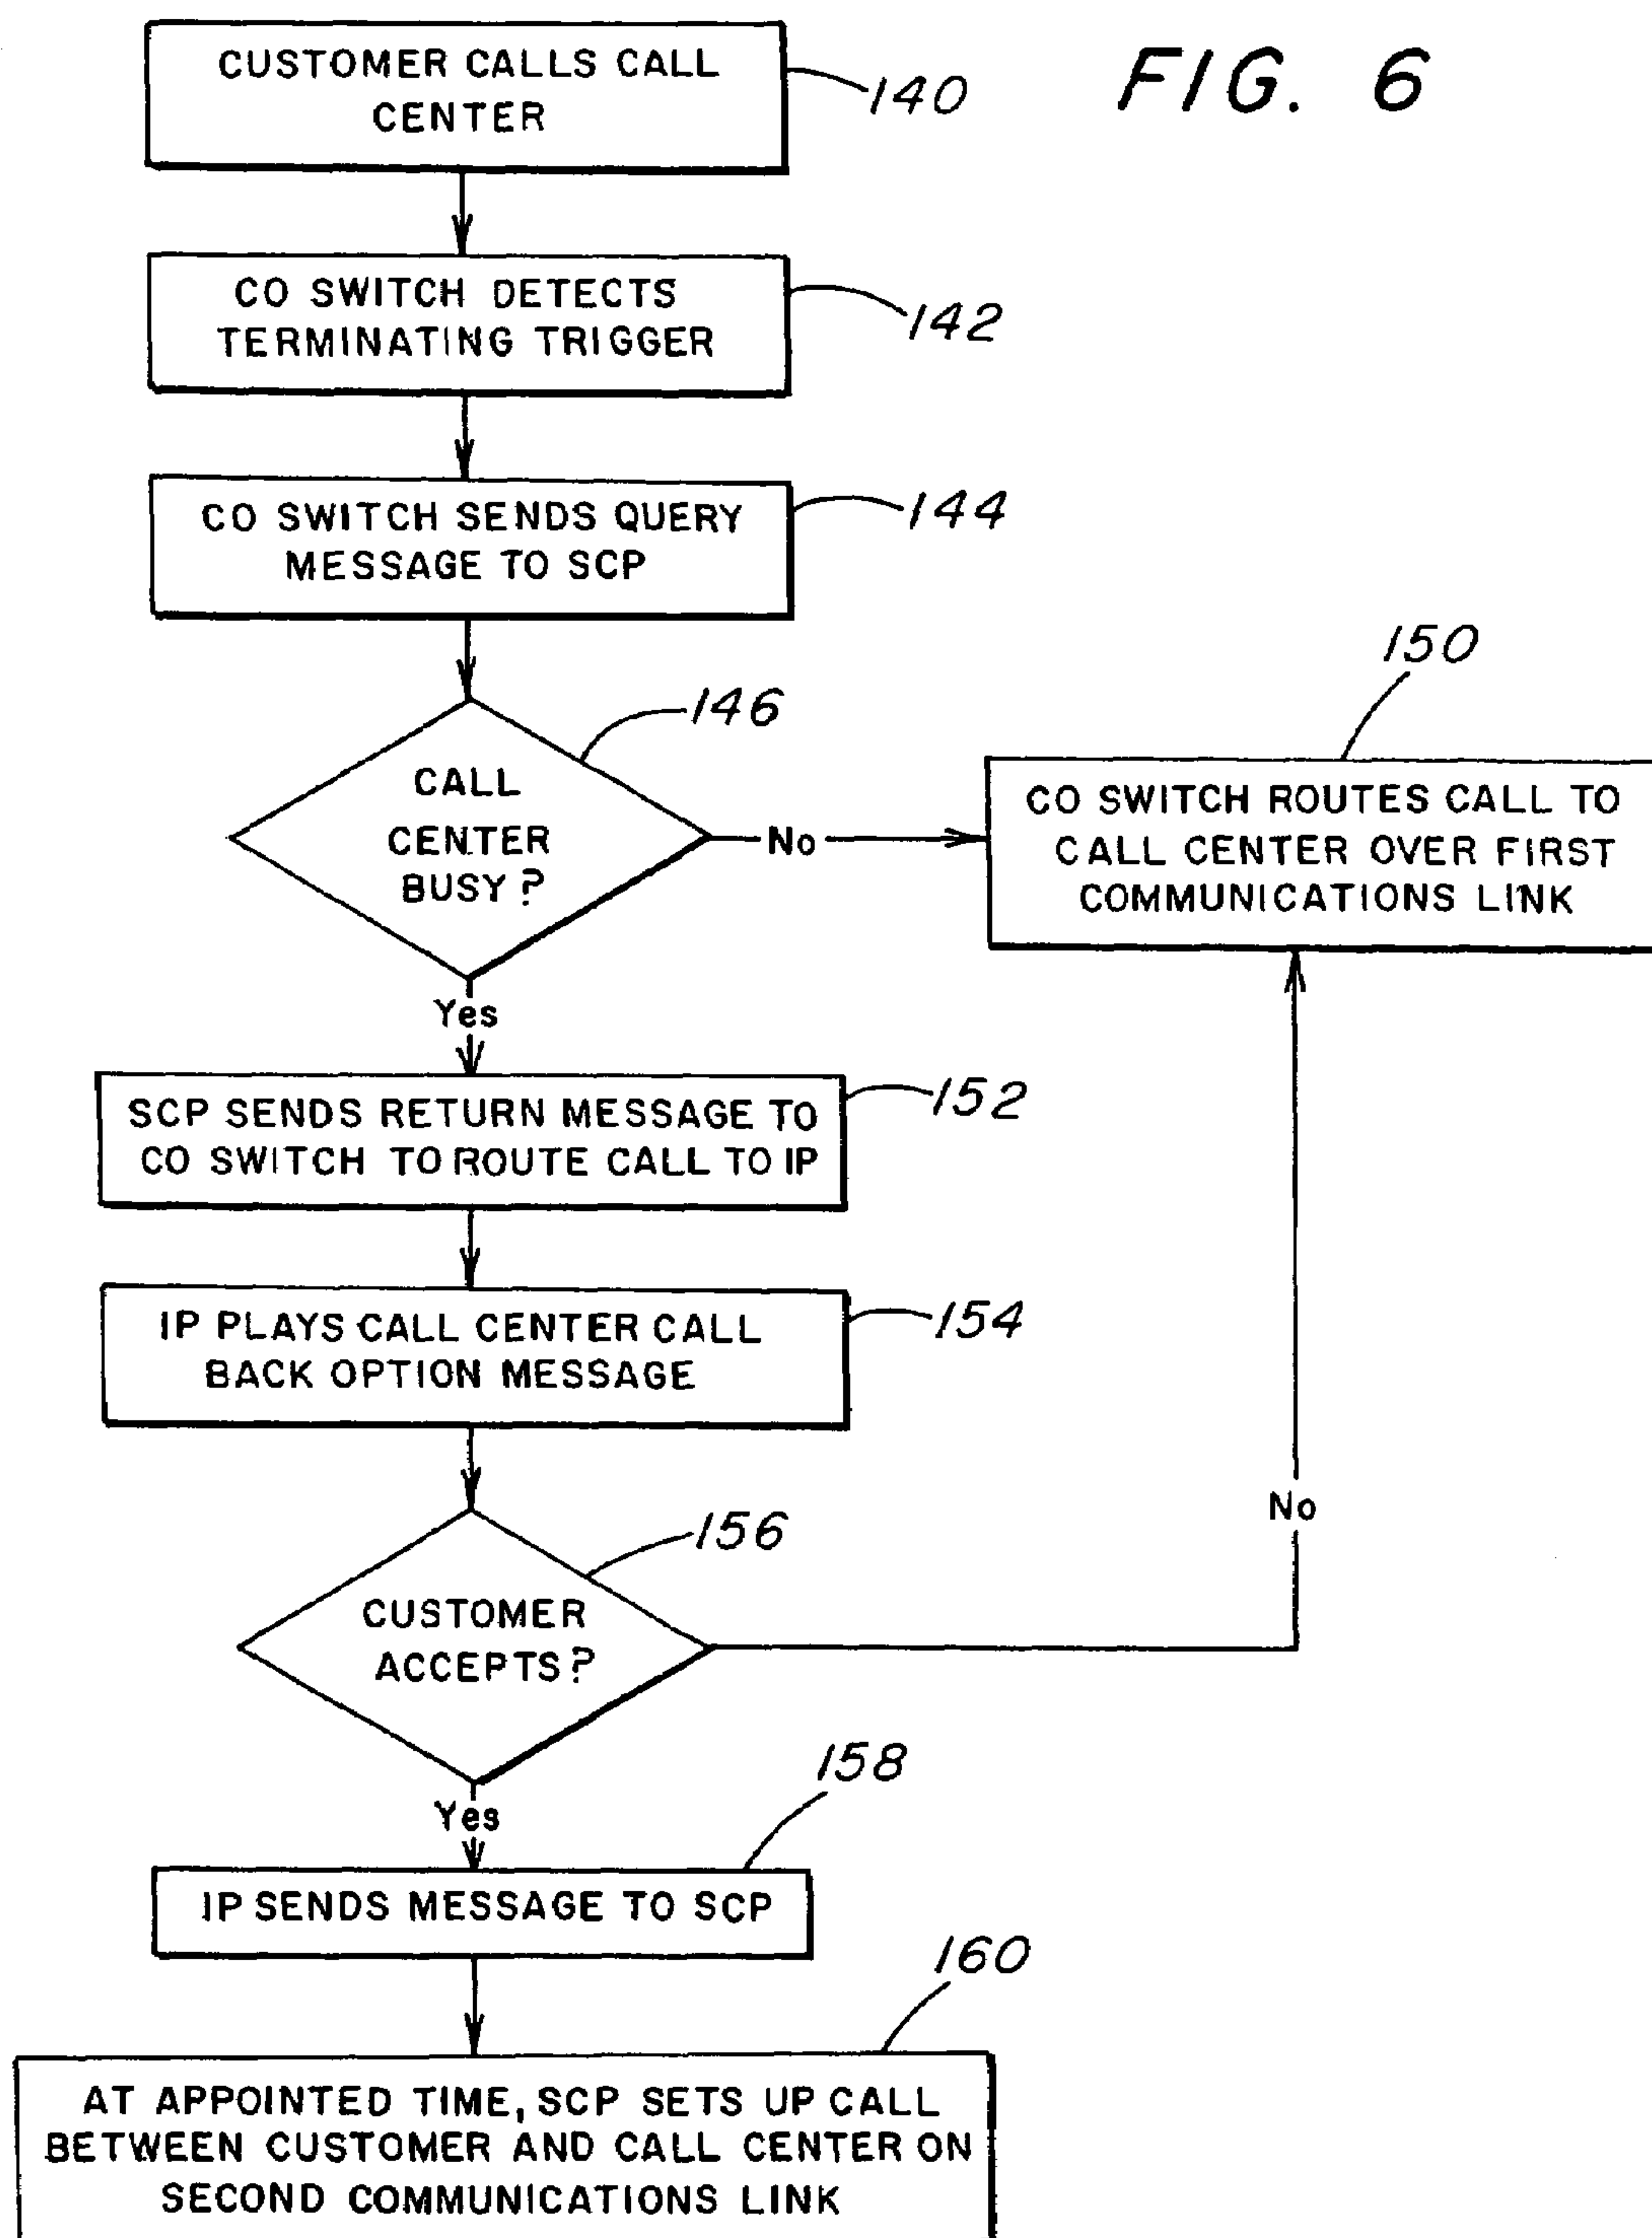 FIG. 6
CUSTOMER CALLS CALL
CENTER
140
CO SWITCH DETECTS
TERMINATING TRIGGER
142
CO SWITCH SENDS QUERY
MESSAGE TO SCP
144
146
CALL
CENTER
BUSY?
No
150
CO SWITCH ROUTES CALL TO
CALL CENTER OVER FIRST
COMMUNICATIONS LINK
Yes
SCP SENDS RETURN MESSAGE TO
CO SWITCH TO ROUTE CALL TO IP
152
IP PLAYS CALL CENTER CALL
BACK OPTION MESSAGE
154
156
CUSTOMER
ACCEPTS?
No
Yes
158
IP SENDS MESSAGE TO SCP
160
AT APPOINTED TIME, SCP SETS UP CALL
BETWEEN CUSTOMER AND CALL CENTER ON
SECOND COMMUNICATIONS LINK